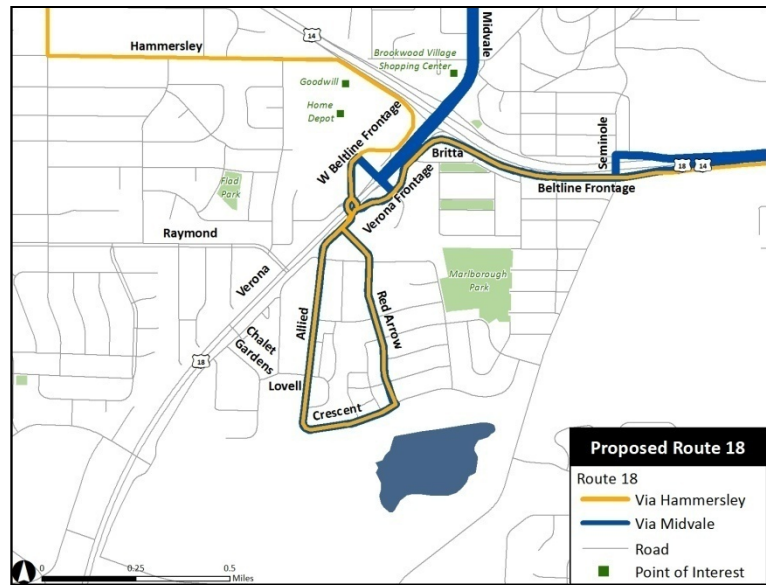 Hammersley
14
Brookwood Village
Shopping Center
Midvale
Goodwill
Home
Depot
W Beltline Frontage
Britta
Seminole
18
14
Beltline Frontage
Verona Frontage
Flad
Park
Raymond
Verona
Marlborough
Park
Allied
Red Arrow
Chalet
Gardens
18
Lovell
Crescent
Proposed Route 18
Route 18
Via Hammersley
Via Midvale
Road
Point of Interest
0
0.25
0.5
Miles